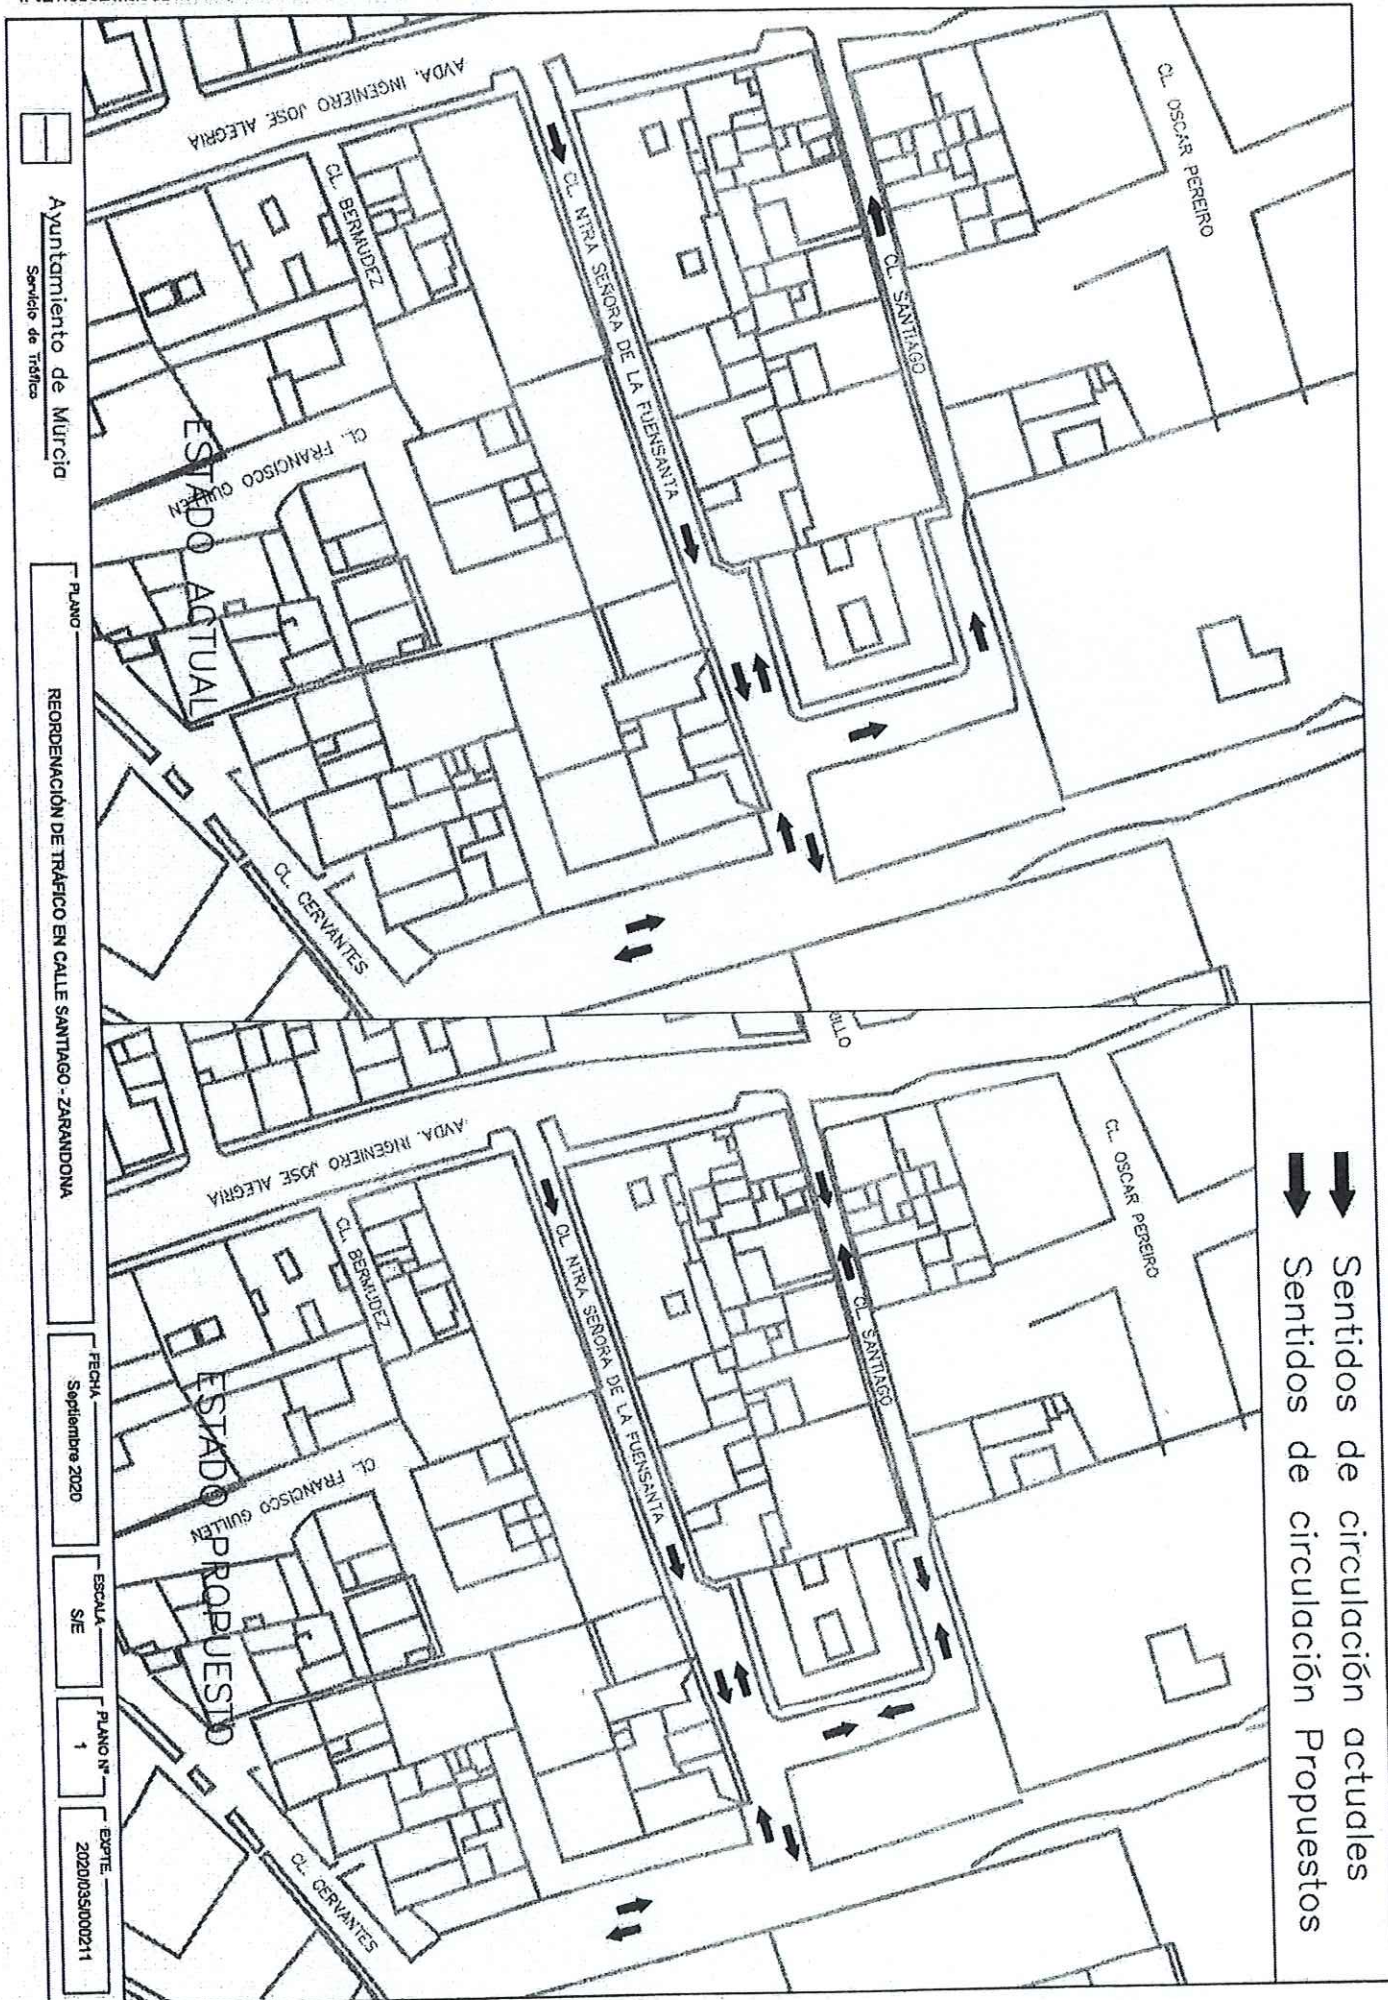 Sentidos de circulación actuales
Sentidos de circulación Propuestos
CL. OSCAR PEREIRO
CL. SANTIAGO
CL. NTRA SEÑORA DE LA FUENSANTA
AVDA. INGENIERO JOSE ALEGRIA
CL. BERMUDEZ
CL. FRANCISCO GUILLEN
CL. CERVANTES
ESTADO ACTUAL
CL. OSCAR PEREIRO
CL. SANTIAGO
CL. NTRA SEÑORA DE LA FUENSANTA
AVDA. INGENIERO JOSE ALEGRIA
CL. BERMUDEZ
CL. FRANCISCO GUILLEN
CL. CERVANTES
ESTADO PROPUESTO
Ayuntamiento de Murcia
Servicio de Tráfico
PLANO
REORDENACIÓN DE TRÁFICO EN CALLE SANTIAGO - ZARANDONA
FECHA
Septiembre 2020
ESCALA
S/E
PLANO Nº
1
EXPTE.
2020/035/000211